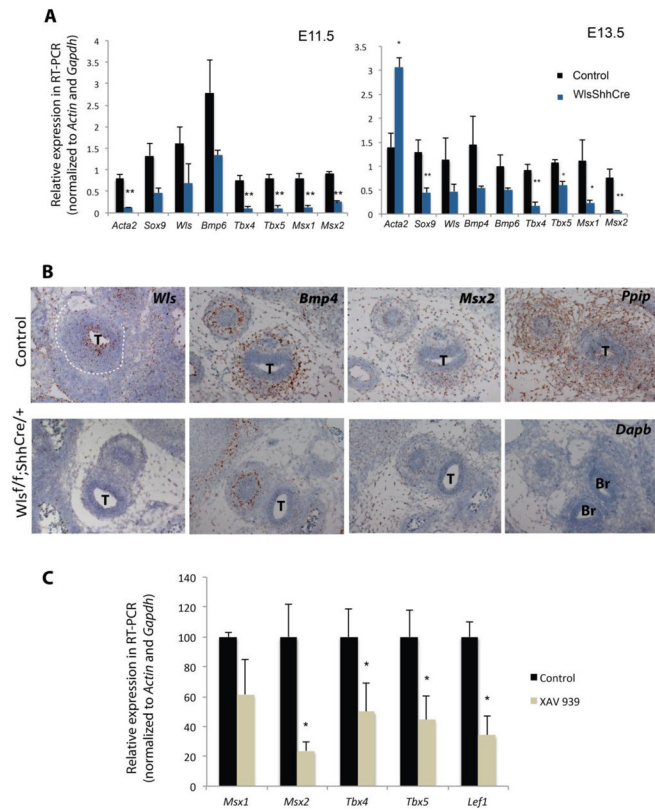 A
E11.5
E13.5
Relative expression in RT-PCR
(normalized to Actin and Gapdh)
4
3.5
3
2.5
2
1.5
1
0.5
0
**
**
**
**
**
Acta2 Sox9 Wls Bmp6 Tbx4 Tbx5 Msx1 Msx2
3.5
3
2.5
2
1.5
1
0.5
0
*
**
**
*
*
**
Control
WlsShhCre
Acta2 Sox9 Wls Bmp4 Bmp6 Tbx4 Tbx5 Msx1 Msx2
B
Control
Wls
T
Bmp4
T
Msx2
T
Ppip
T
Wlsf/f;ShhCre/+
T
T
T
Dapb
Br
Br
C
Relative expression in RT-PCR
(normalized to Actin and Gapdh)
140
120
100
80
60
40
20
0
*
*
*
*
Control
XAV 939
Msx1 Msx2 Tbx4 Tbx5 Lef1